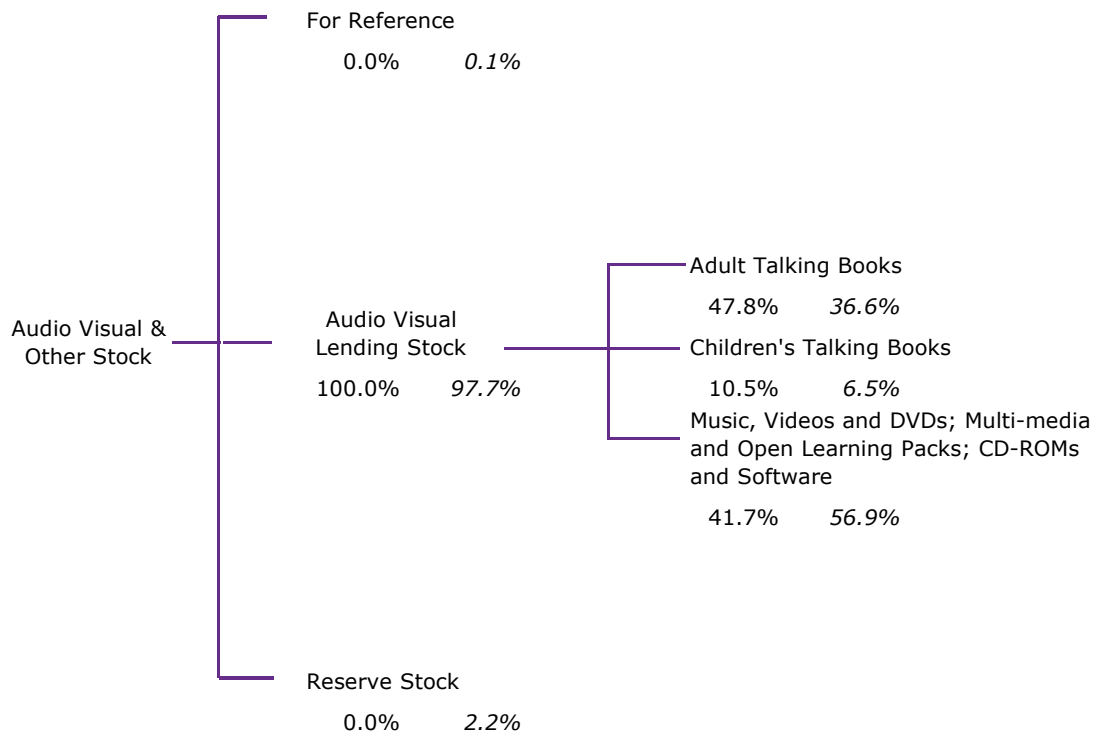 For Reference
0.0% 0.1%
Audio Visual &
Other Stock
Audio Visual
Lending Stock
100.0% 97.7%
Adult Talking Books
47.8% 36.6%
Children's Talking Books
10.5% 6.5%
Music, Videos and DVDs; Multi-media
and Open Learning Packs; CD-ROMs
and Software
41.7% 56.9%
Reserve Stock
0.0% 2.2%